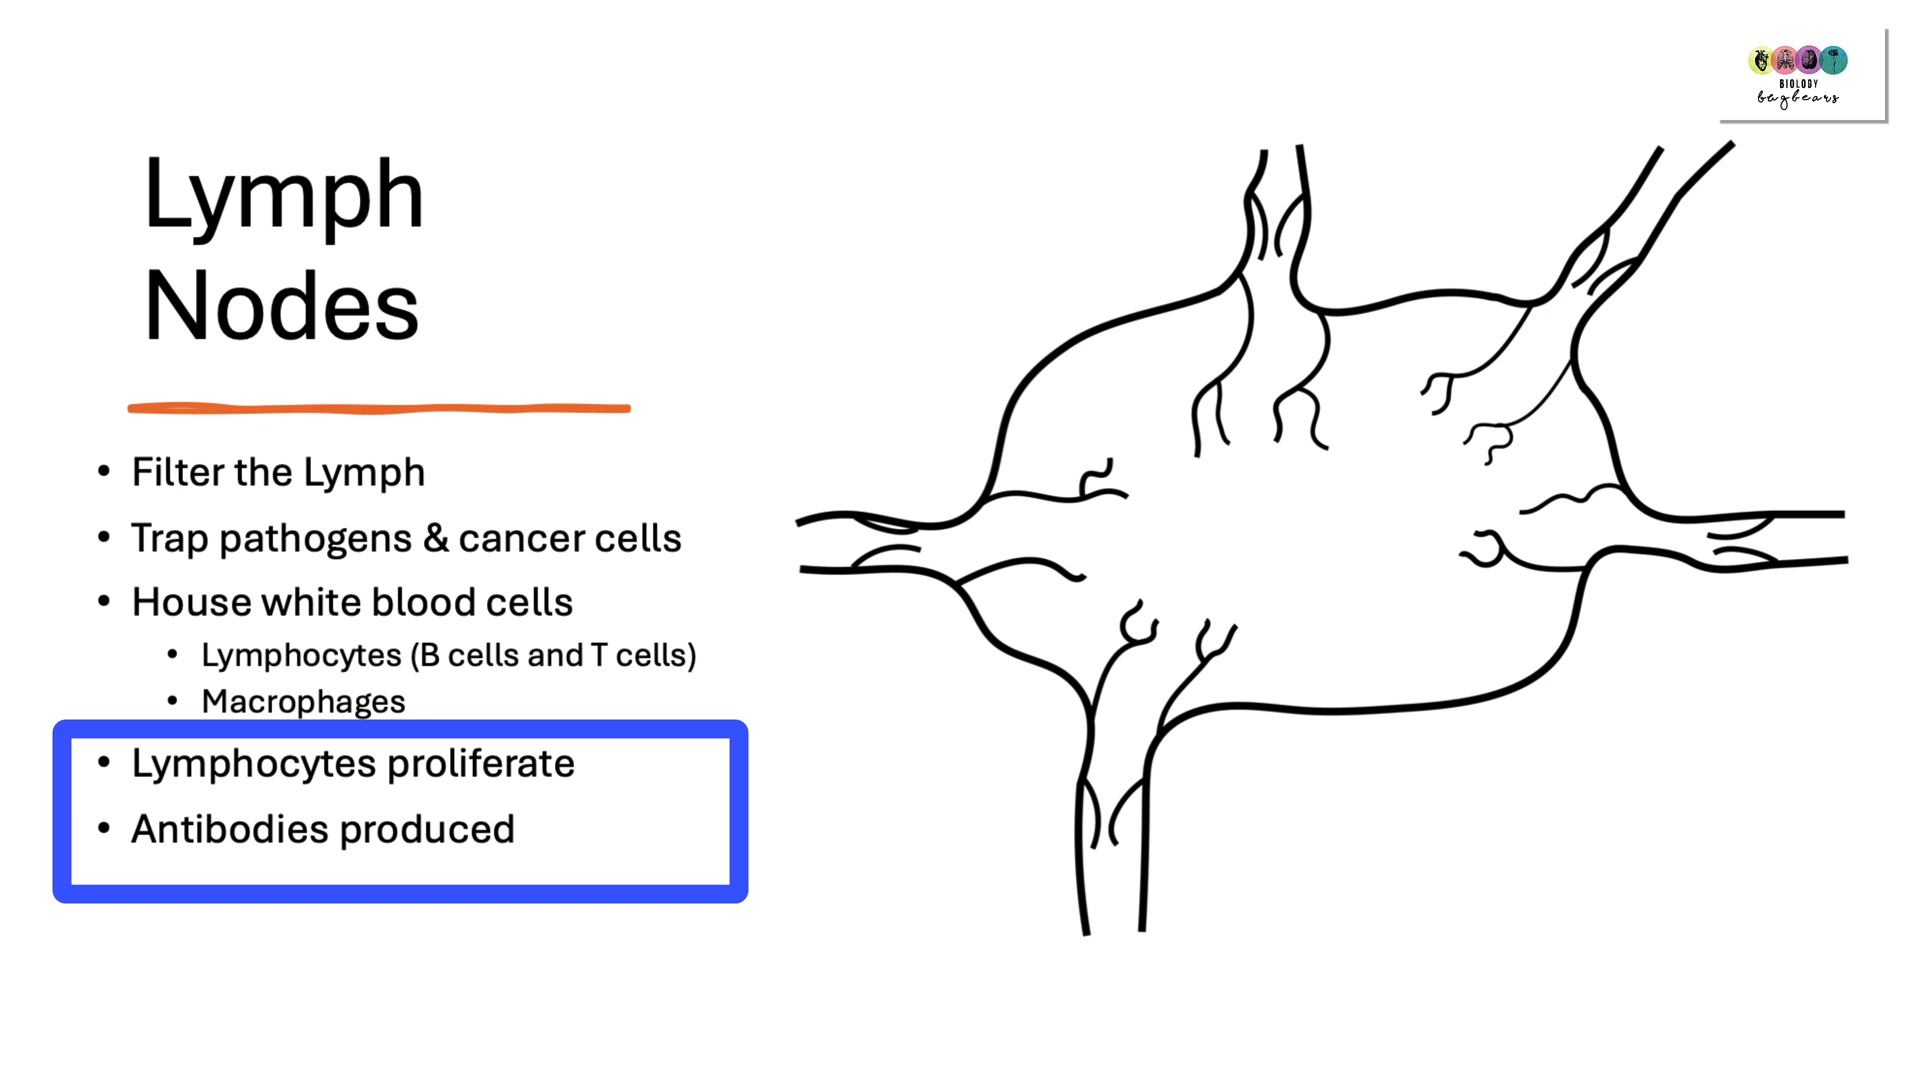 BIOLOGY
bugbears
Lymph
Nodes
• Filter the Lymph
• Trap pathogens & cancer cells
• House white blood cells
• Lymphocytes (B cells and T cells)
• Macrophages
• Lymphocytes proliferate
• Antibodies produced